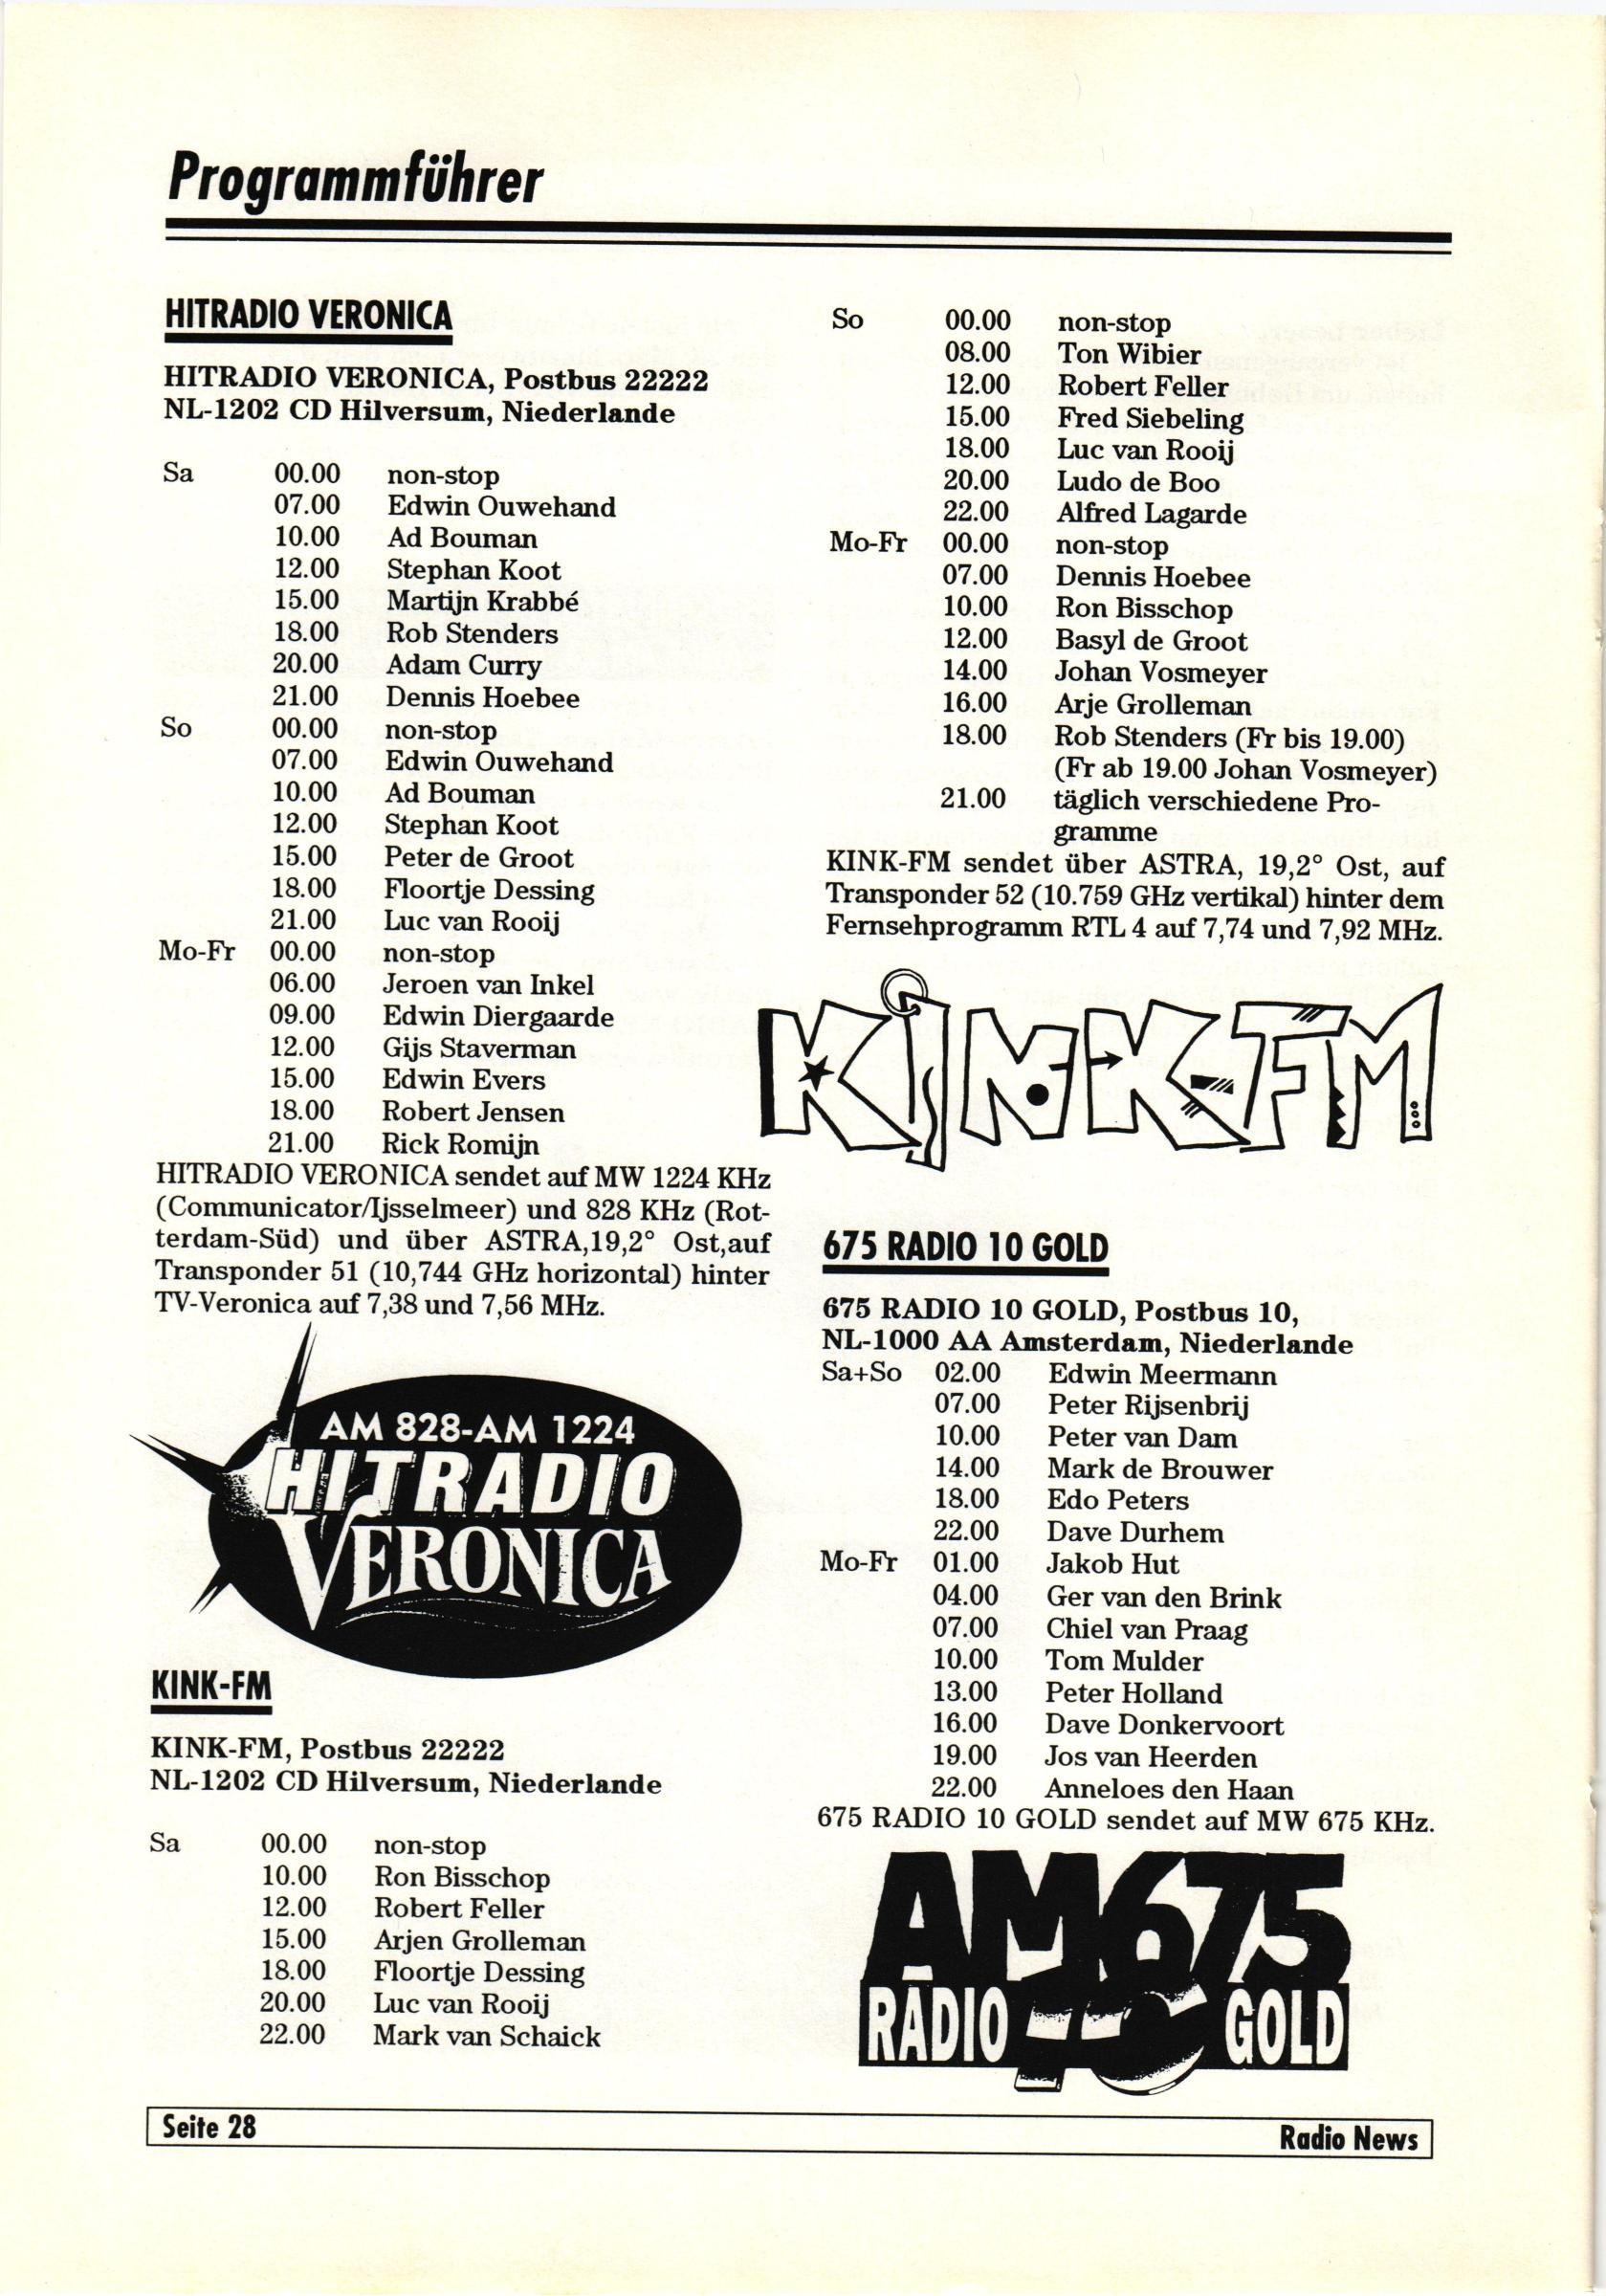 Programmführer
HITRADIO VERONICA
HITRADIO VERONICA, Postbus 22222
NL-1202 CD Hilversum, Niederlande
Sa 00.00 non-stop
07.00 Edwin Ouwehand
10.00 Ad Bouman
12.00 Stephan Koot
15.00 Martijn Krabbé
18.00 Rob Stenders
20.00 Adam Curry
21.00 Dennis Hoebee
So 00.00 non-stop
07.00 Edwin Ouwehand
10.00 Ad Bouman
12.00 Stephan Koot
15.00 Peter de Groot
18.00 Floortje Dessing
21.00 Luc van Rooij
Mo-Fr 00.00 non-stop
06.00 Jeroen van Inkel
09.00 Edwin Diergaarde
12.00 Gijs Staverman
15.00 Edwin Evers
18.00 Robert Jensen
21.00 Rick Romijn
HITRADIO VERONICA sendet auf MW 1224 KHz
(Communicator/Ijsselmeer) und 828 KHz (Rot-
terdam-Süd) und über ASTRA,19,2° Ost,auf
Transponder 51 (10,744 GHz horizontal) hinter
TV-Veronica auf 7,38 und 7,56 MHz.
AM 828-AM 1224
HITRADIO
VERONICA
KINK-FM
KINK-FM, Postbus 22222
NL-1202 CD Hilversum, Niederlande
Sa 00.00 non-stop
10.00 Ron Bisschop
12.00 Robert Feller
15.00 Arjen Grolleman
18.00 Floortje Dessing
20.00 Luc van Rooij
22.00 Mark van Schaick
So 00.00 non-stop
08.00 Ton Wibier
12.00 Robert Feller
15.00 Fred Siebeling
18.00 Luc van Rooij
20.00 Ludo de Boo
22.00 Alfred Lagarde
Mo-Fr 00.00 non-stop
07.00 Dennis Hoebee
10.00 Ron Bisschop
12.00 Basyl de Groot
14.00 Johan Vosmeyer
16.00 Arje Grolleman
18.00 Rob Stenders (Fr bis 19.00)
(Fr ab 19.00 Johan Vosmeyer)
21.00 täglich verschiedene Pro-
gramme
KINK-FM sendet über ASTRA, 19,2° Ost, auf
Transponder 52 (10.759 GHz vertikal) hinter dem
Fernsehprogramm RTL 4 auf 7,74 und 7,92 MHz.
KINK-FM
675 RADIO 10 GOLD
675 RADIO 10 GOLD, Postbus 10,
NL-1000 AA Amsterdam, Niederlande
Sa+So 02.00 Edwin Meermann
07.00 Peter Rijsenbrij
10.00 Peter van Dam
14.00 Mark de Brouwer
18.00 Edo Peters
22.00 Dave Durhem
Mo-Fr 01.00 Jakob Hut
04.00 Ger van den Brink
07.00 Chiel van Praag
10.00 Tom Mulder
13.00 Peter Holland
16.00 Dave Donkervoort
19.00 Jos van Heerden
22.00 Anneloes den Haan
675 RADIO 10 GOLD sendet auf MW 675 KHz.
AM675
RADIO 10 GOLD
Seite 28
Radio News